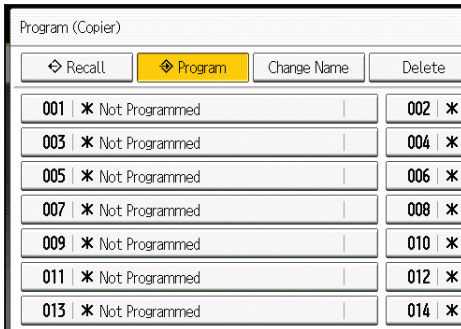 Program (Copier)
Recall Program Change Name Delete
001 * Not Programmed 002 *
003 * Not Programmed 004 *
005 * Not Programmed 006 *
007 * Not Programmed 008 *
009 * Not Programmed 010 *
011 * Not Programmed 012 *
013 * Not Programmed 014 *